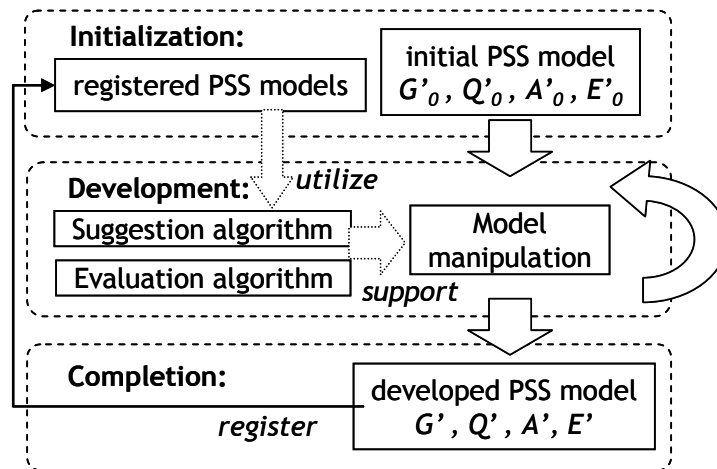 Initialization:
registered PSS models
initial PSS model
G'₀, Q'₀, A'₀, E'₀
utilize
Development:
Suggestion algorithm
Evaluation algorithm
support
Model
manipulation
Completion:
register
developed PSS model
G', Q', A', E'